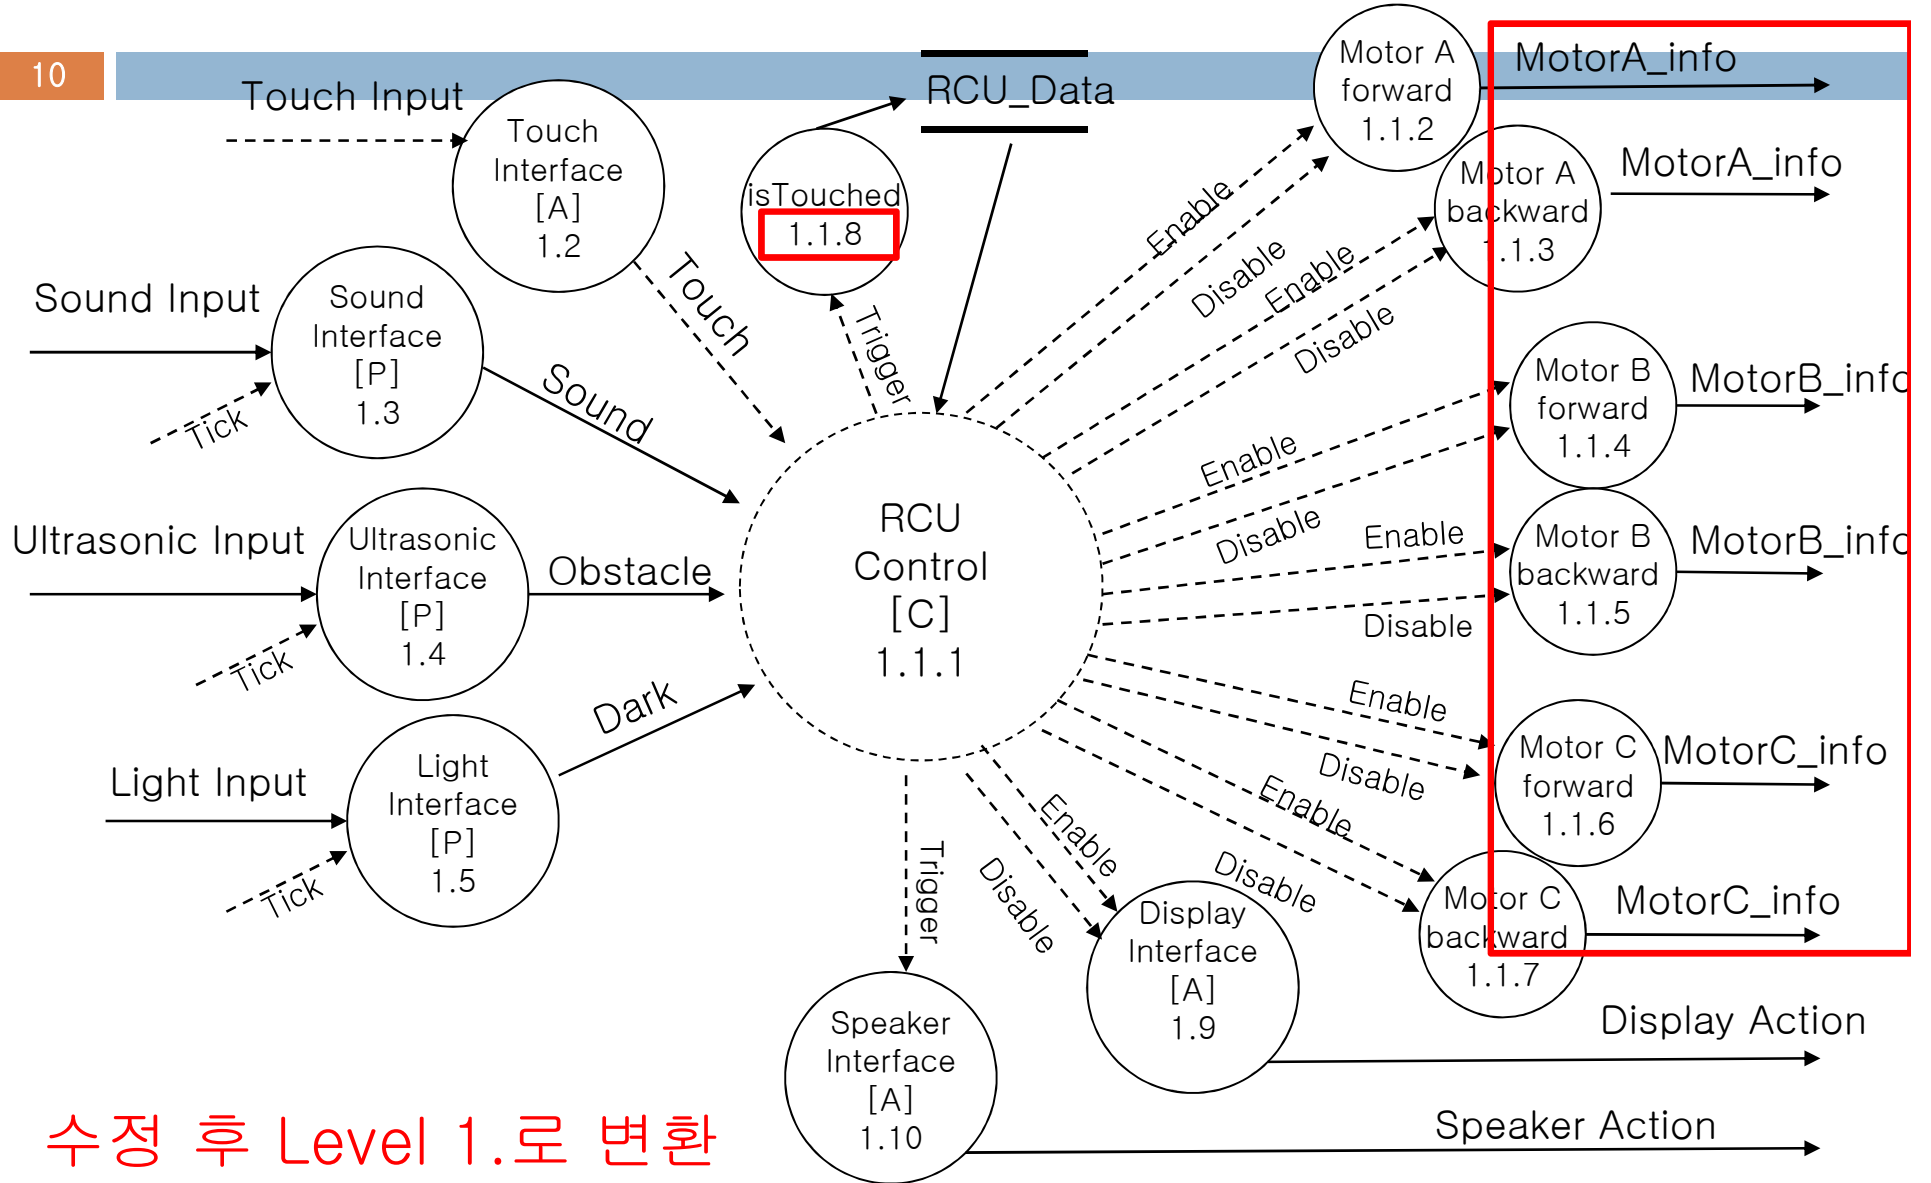 10
Touch Input
RCU_Data
Motor A
forward
1.1.2
MotorA_info
Touch
Interface
[A]
1.2
isTouched
1.1.8
Motor A
backward
1.1.3
MotorA_info
Enable
Disable
Enable
Disable
Touch
Trigger
Sound Input
Sound
Interface
[P]
1.3
Tick
Sound
Motor B
forward
1.1.4
MotorB_info
Enable
Disable
Ultrasonic Input
Ultrasonic
Interface
[P]
1.4
Tick
Obstacle
RCU
Control
[C]
1.1.1
Enable
Disable
Motor B
backward
1.1.5
MotorB_info
Dark
Light Input
Light
Interface
[P]
1.5
Tick
Enable
Disable
Motor C
forward
1.1.6
MotorC_info
Enable
Disable
Motor C
backward
1.1.7
MotorC_info
Trigger
Enable
Disable
Display
Interface
[A]
1.9
Display Action
Speaker
Interface
[A]
1.10
Speaker Action
수정 후 Level 1.로 변환